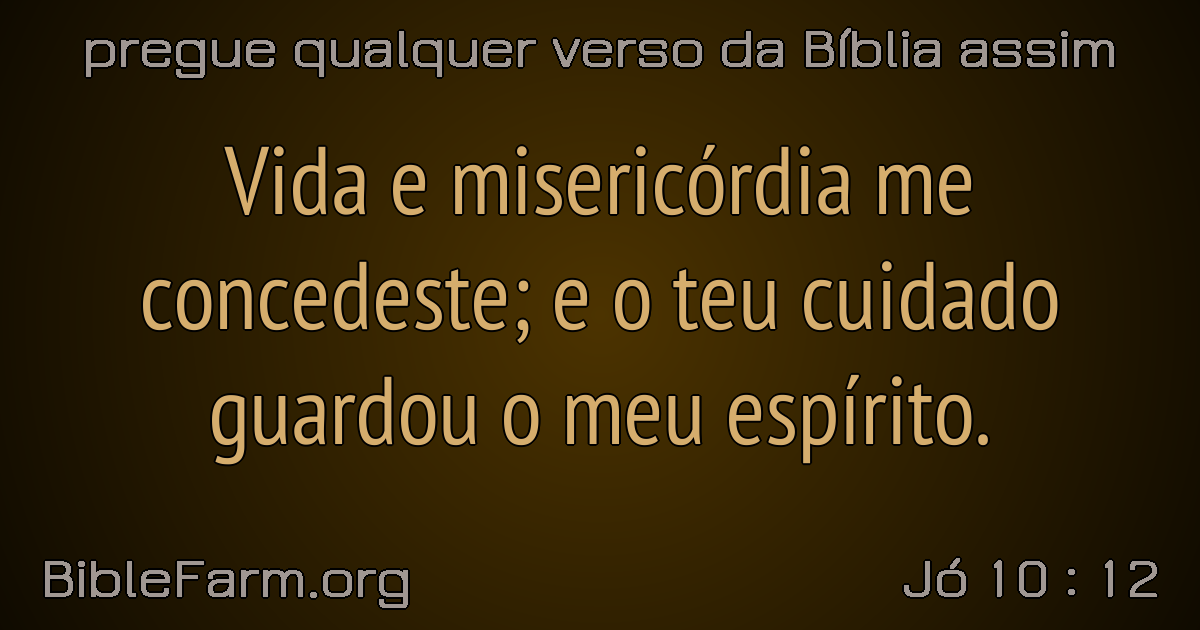 pregue qualquer verso da Bíblia assim
Vida e misericórdia me
concedeste; e o teu cuidado
guardou o meu espírito.
BibleFarm.org
Jó 10 : 12